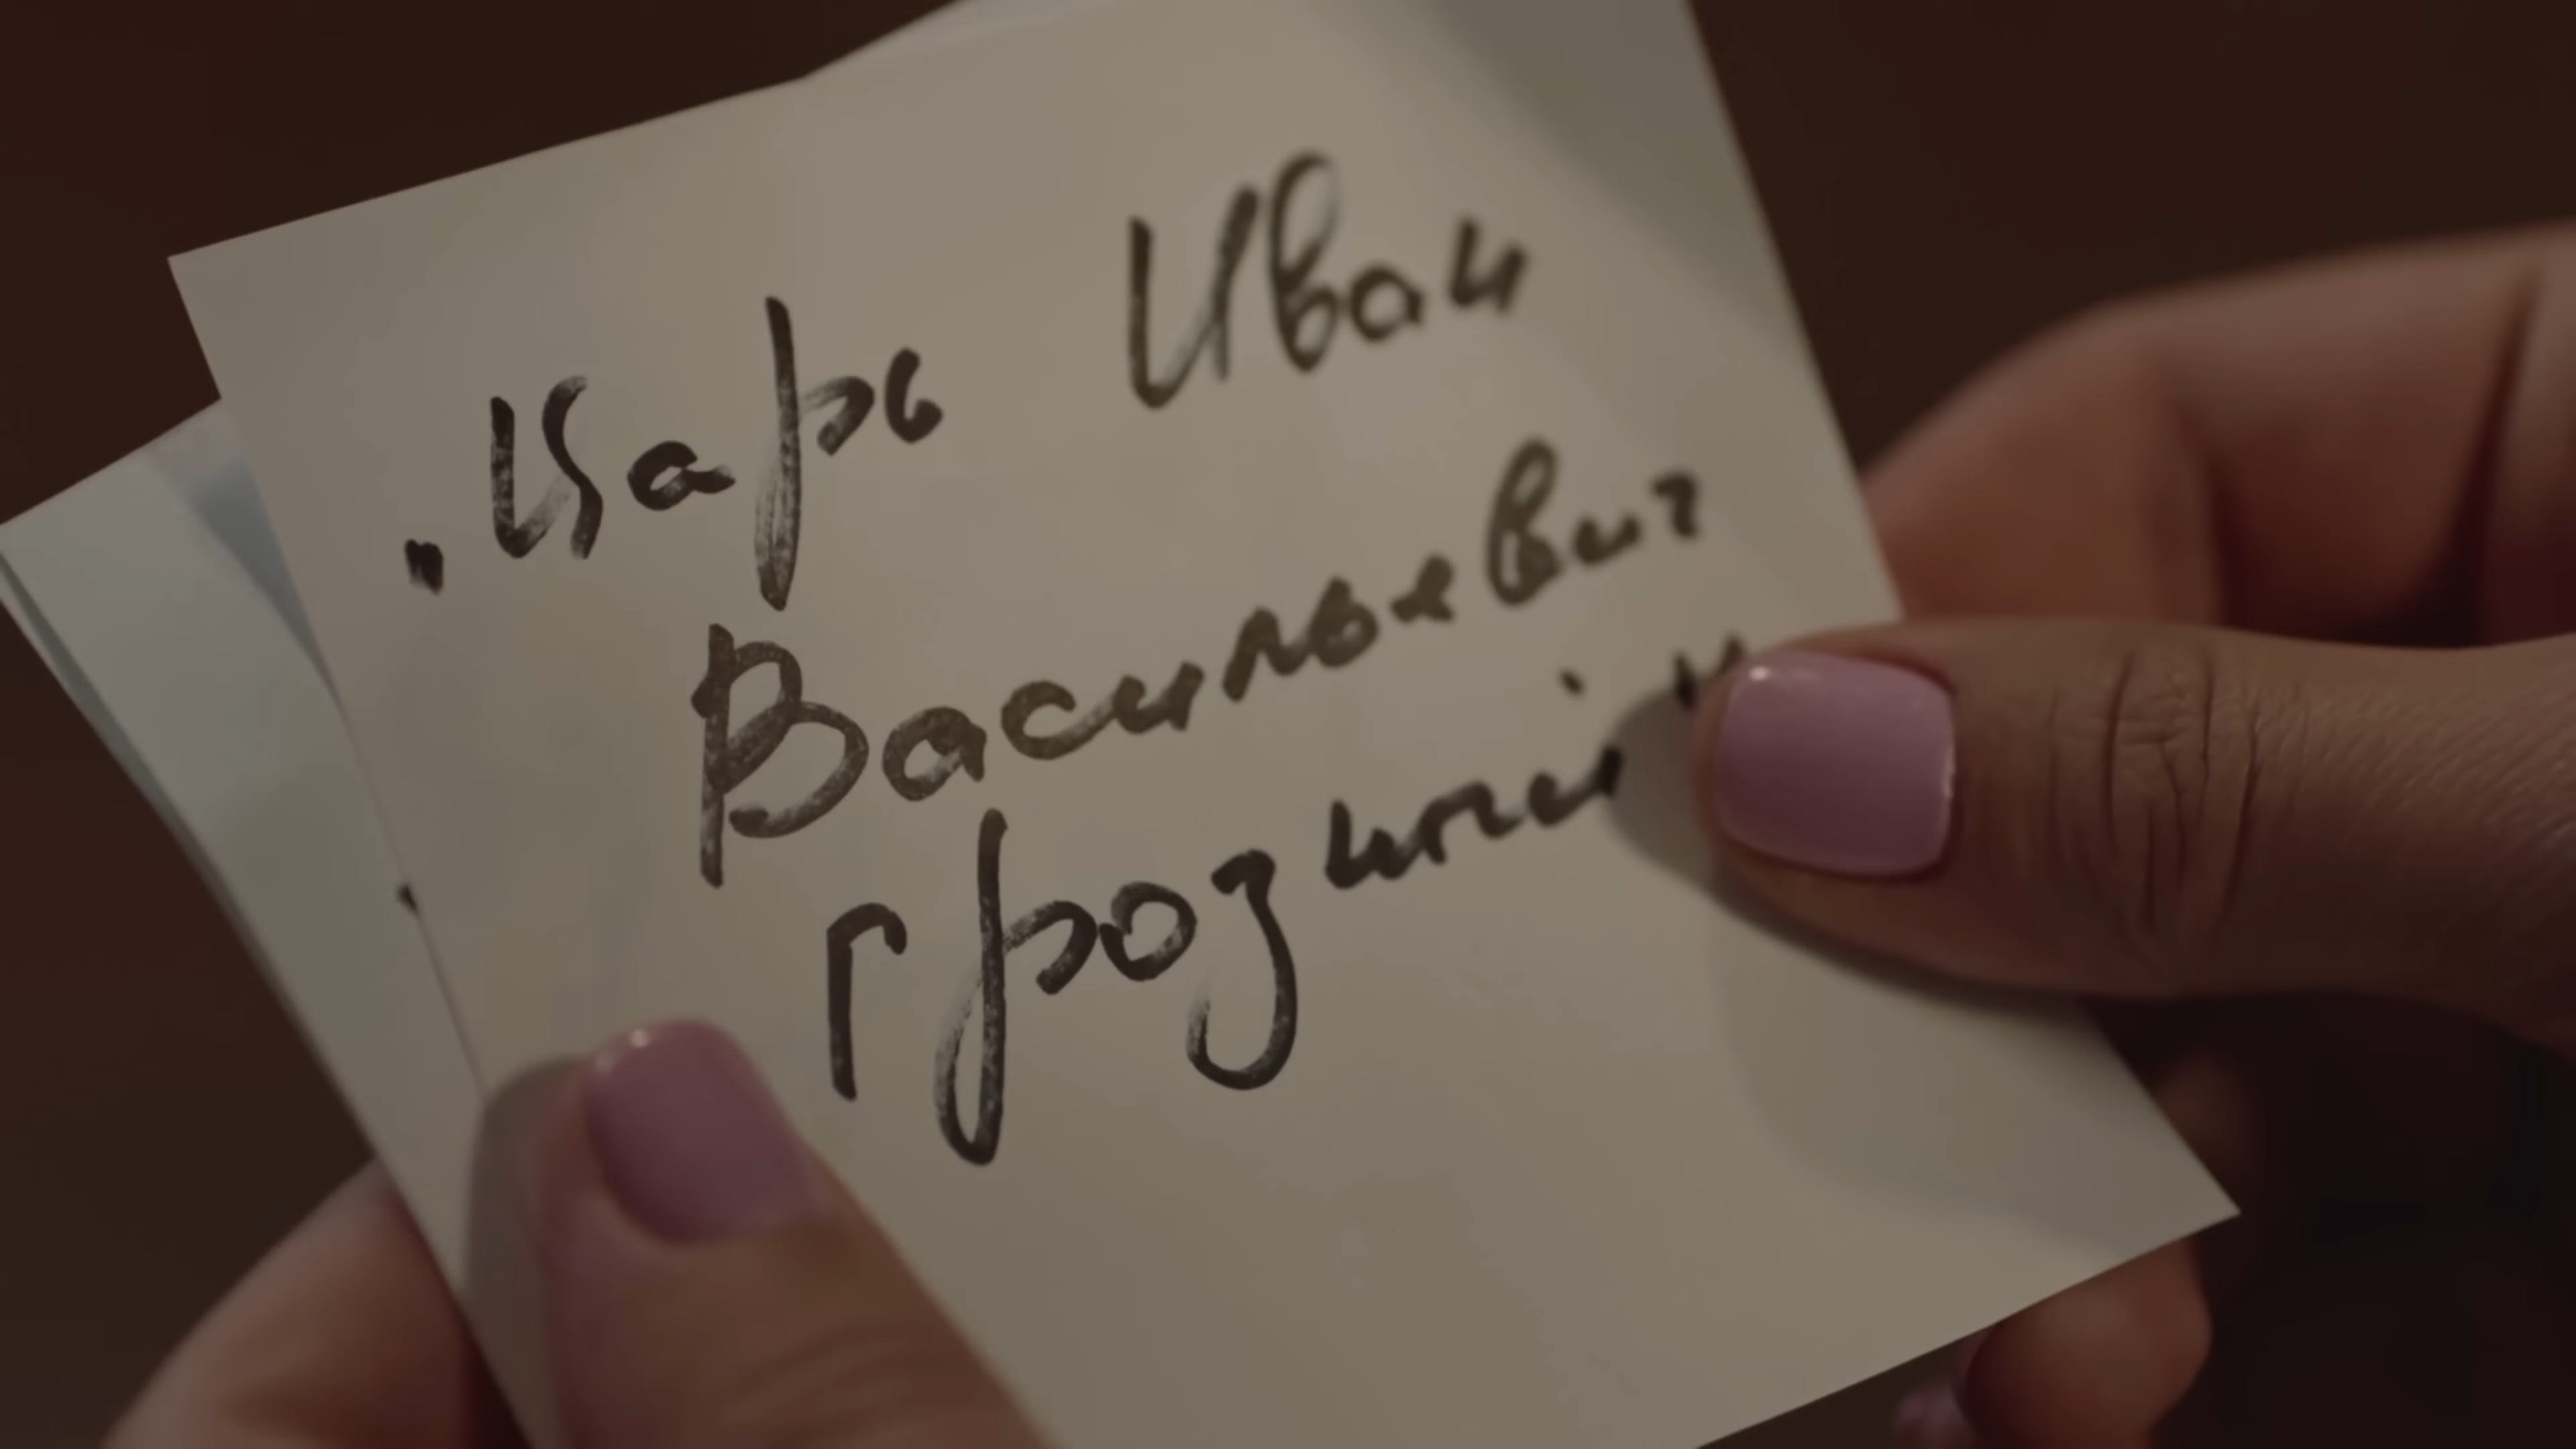 „Царь Иван
Васильевич
грозный"